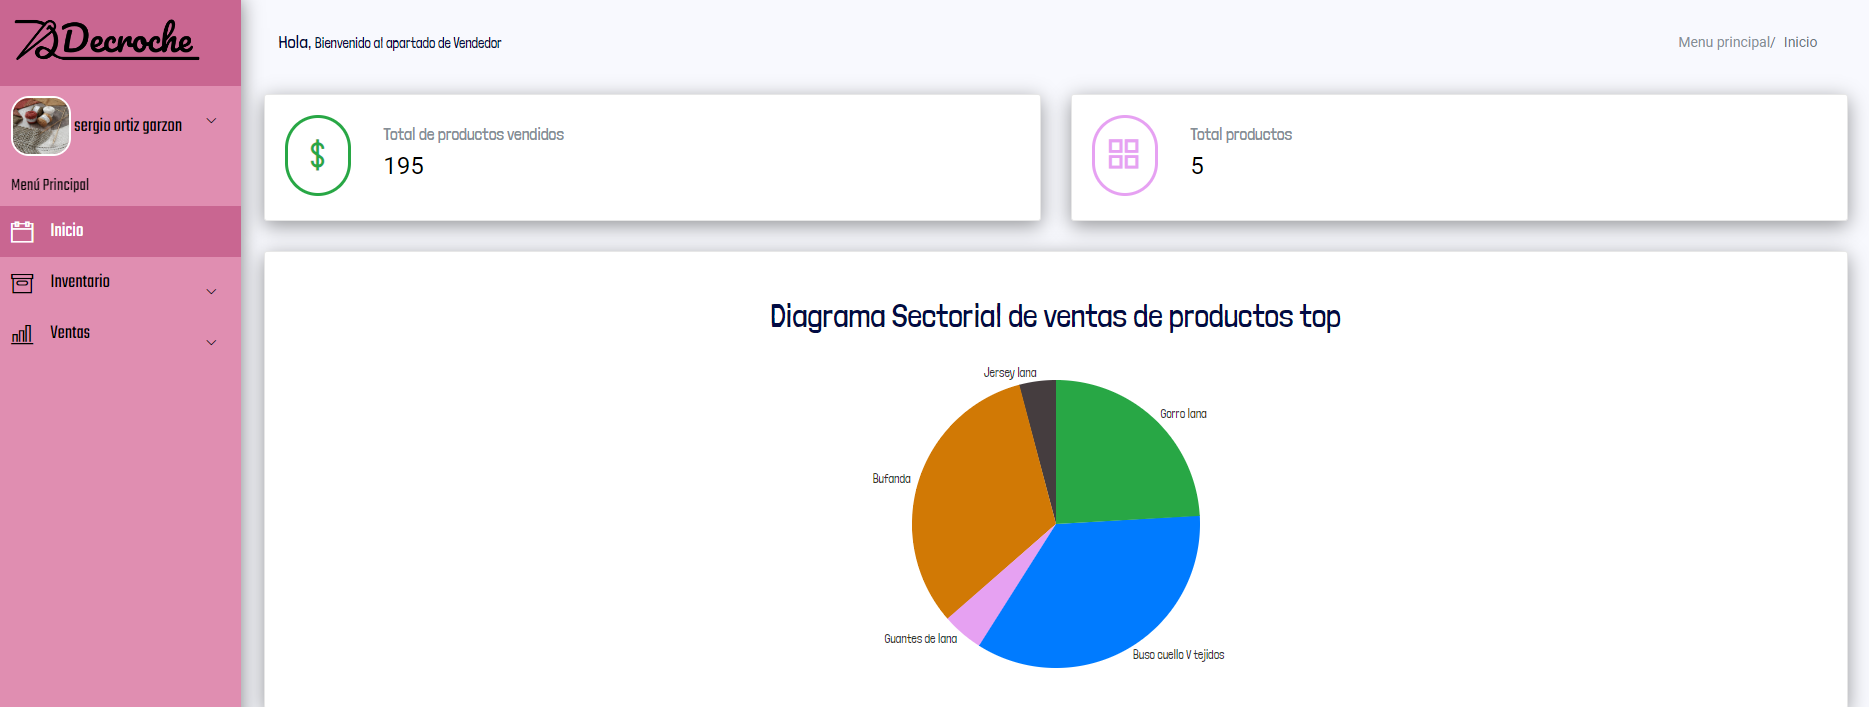 Decroche
Hola, Bienvenido al apartado de Vendedor
Menu principal/ Inicio
sergio ortiz garzon
Menú Principal
Inicio
Inventario
Ventas
$
Total de productos vendidos
195
Total productos
5
Diagrama Sectorial de ventas de productos top
Jersey lana
Gorro lana
Bufanda
Guantes de lana
Buso cuello V tejidos